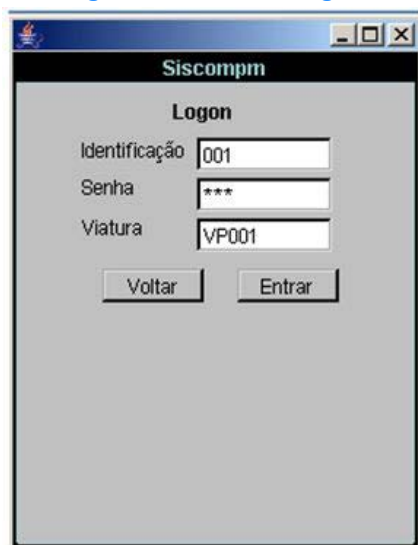 Siscompm
Logon
Identificação 001
Senha ***
Viatura VP001
Voltar Entrar